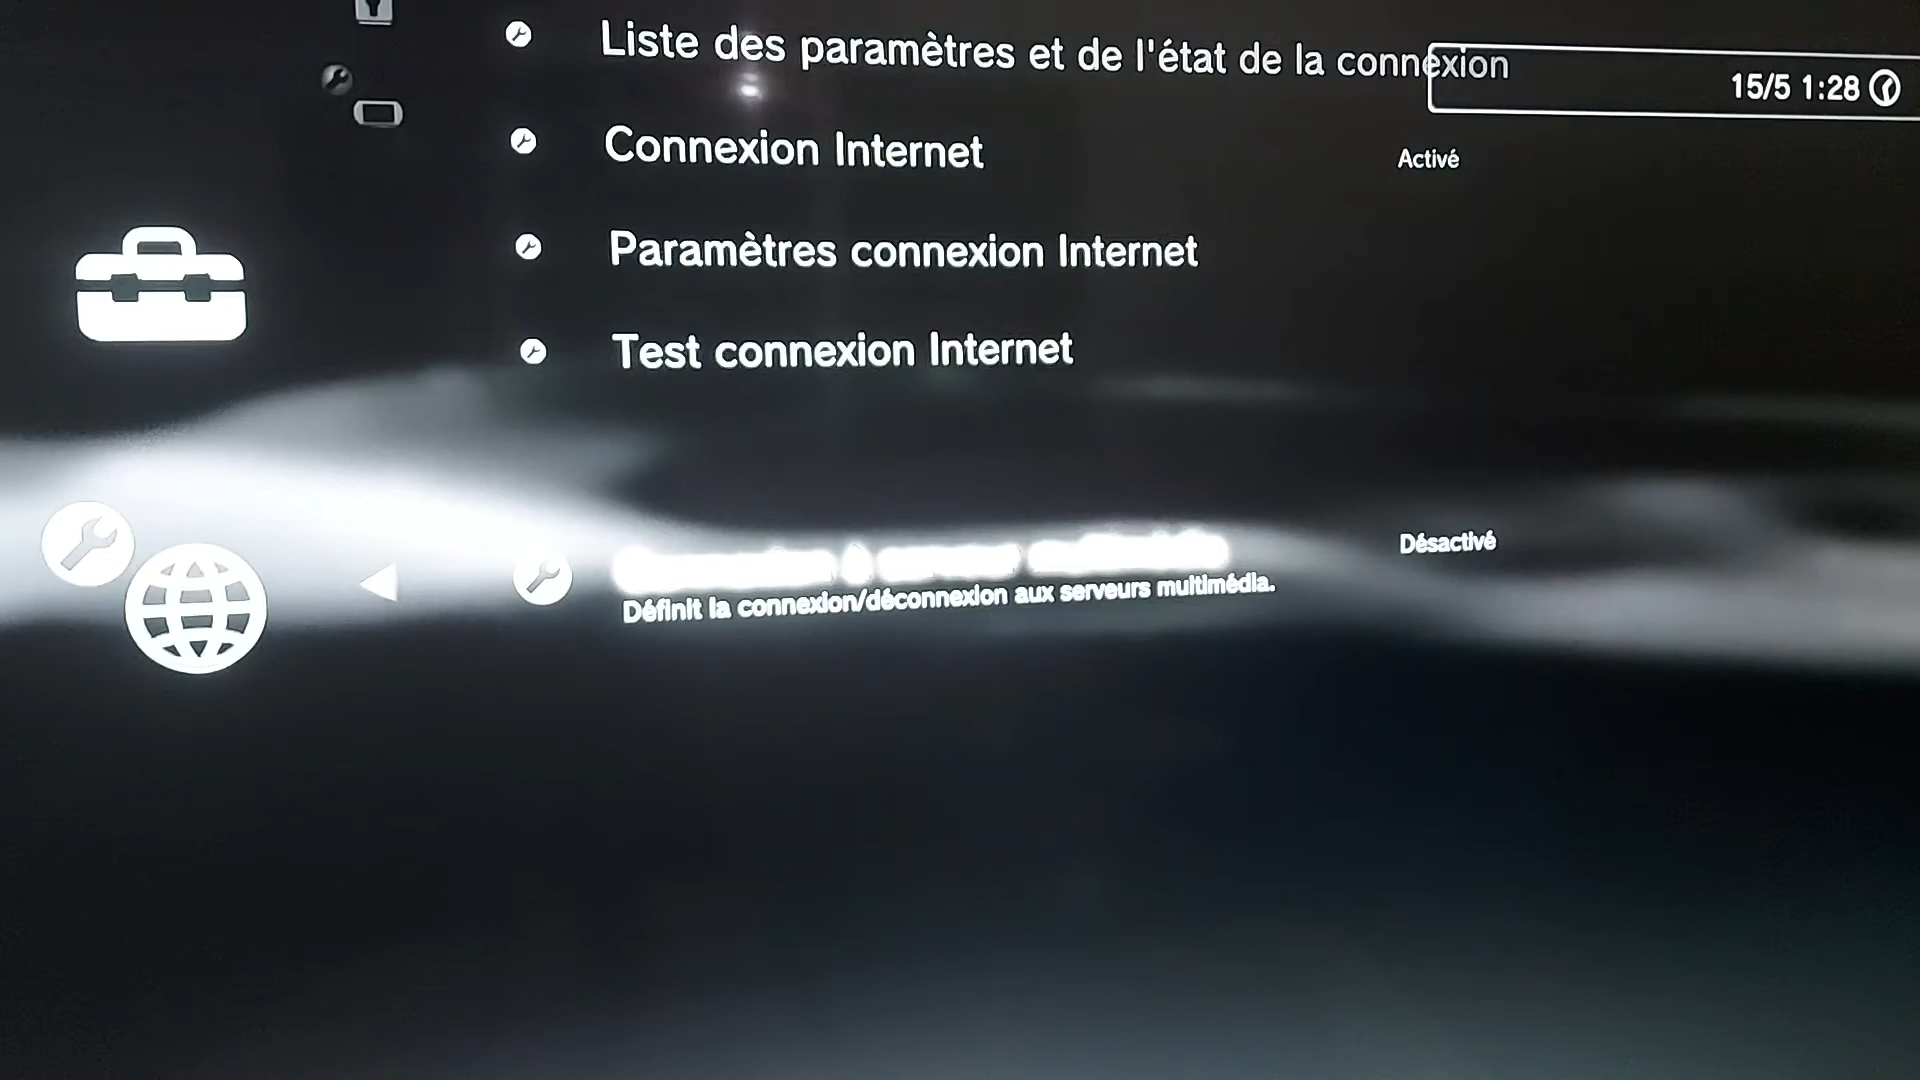 Liste des paramètres et de l'état de la connexion
15/5 1:28
Connexion Internet
Activé
Paramètres connexion Internet
Test connexion Internet
Désactivé
Définit la connexion/déconnexion aux serveurs multimédia.